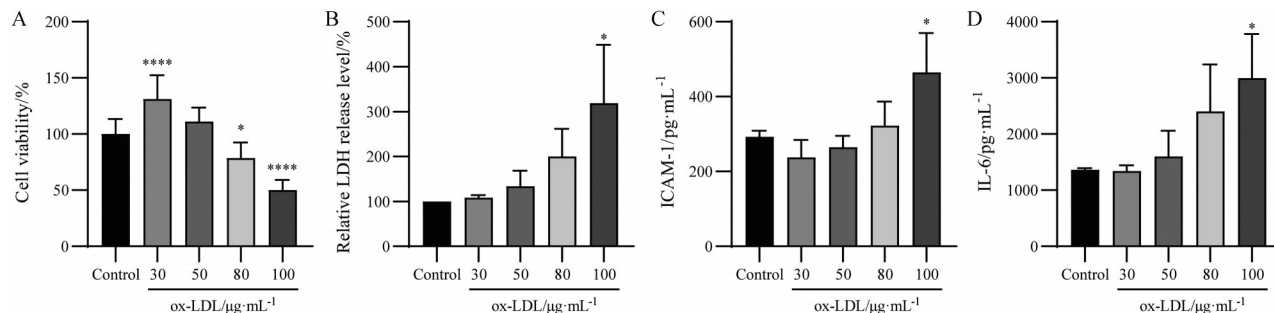 A
Cell viability/%
200
150
100
50
0
****
*
****
Control 30 50 80 100
ox-LDL/μg·mL-1
B
Relative LDH release level/%
500
400
300
200
100
0
*
Control 30 50 80 100
ox-LDL/μg·mL-1
C
ICAM-1/pg·mL-1
600
400
200
0
*
Control 30 50 80 100
ox-LDL/μg·mL-1
D
IL-6/pg·mL-1
4000
3000
2000
1000
0
*
Control 30 50 80 100
ox-LDL/μg·mL-1